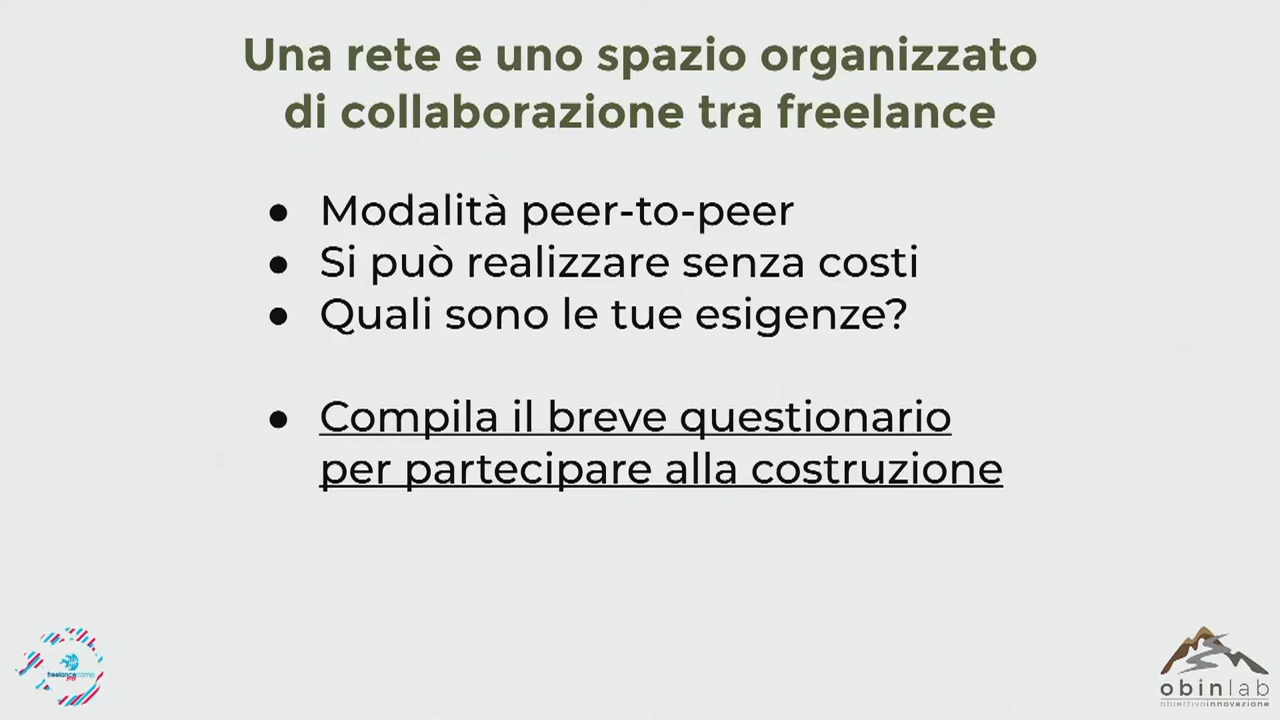 Una rete e uno spazio organizzato
di collaborazione tra freelance
● Modalità peer-to-peer
● Si può realizzare senza costi
● Quali sono le tue esigenze?
● Compila il breve questionario
per partecipare alla costruzione
freelancecamp
obinlab
obiettivoinnovazione